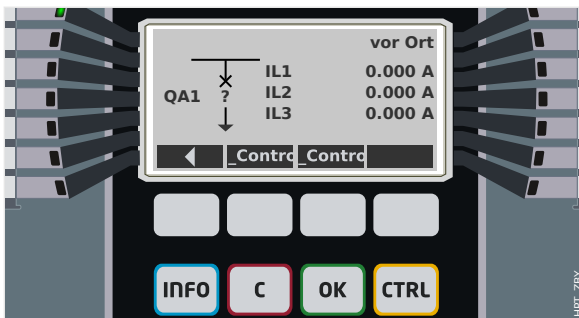 vor Ort
IL1 0.000 A
QA1 ? IL2 0.000 A
IL3 0.000 A
_Contro _Contro
INFO C OK CTRL